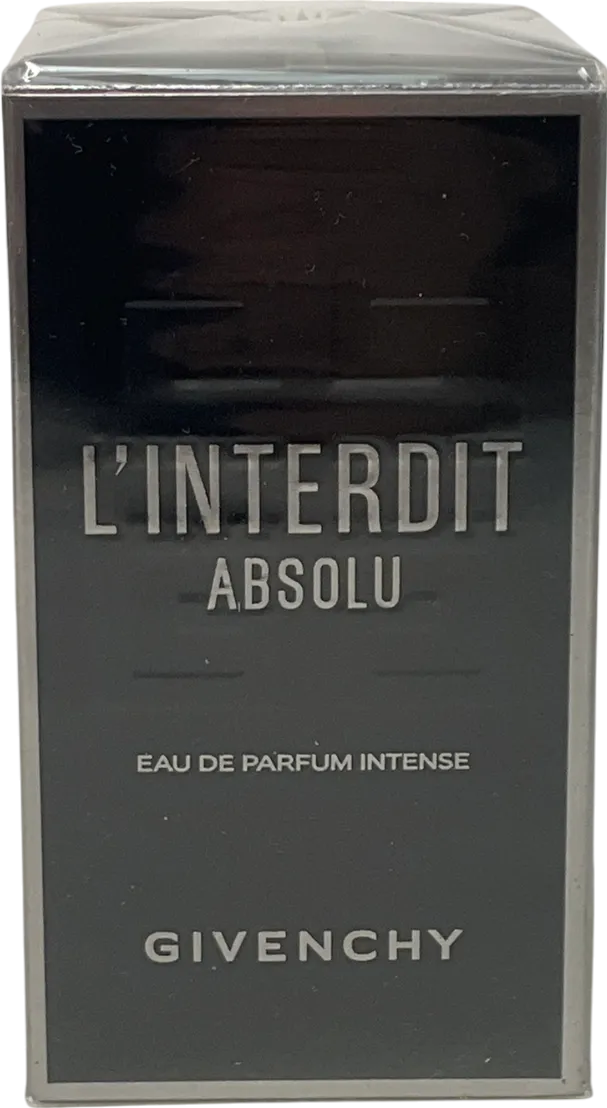 L'INTERDIT
ABSOLU
EAU DE PARFUM INTENSE
GIVENCHY